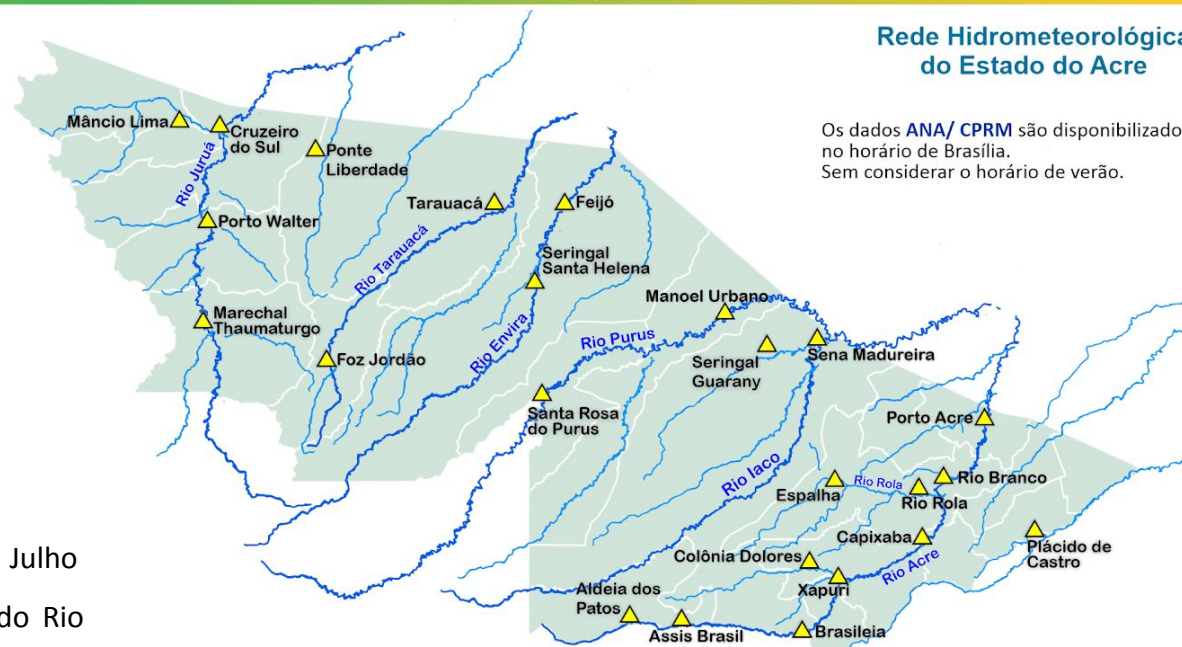 Rede Hidrometeorológica
do Estado do Acre
Os dados ANA/ CPRM são disponibilizado
no horário de Brasília.
Sem considerar o horário de verão.
Mâncio Lima
Cruzeiro
do Sul
Ponte
Liberdade
Rio Juruá
Porto Walter
Tarauacá
Feijó
Rio Tarauacá
Seringal
Santa Helena
Marechal
Thaumaturgo
Foz Jordão
Rio Envira
Manoel Urbano
Rio Purus
Seringal
Guarany
Sena Madureira
Santa Rosa
do Purus
Porto Acre
Rio Iaco
Espalha
Rio Rola
Rio Rola
Rio Branco
Capixaba
Plácido de
Castro
Colônia Dolores
Rio Acre
Xapuri
Aldeia dos
Patos
Assis Brasil
Brasileia
Julho
do Rio